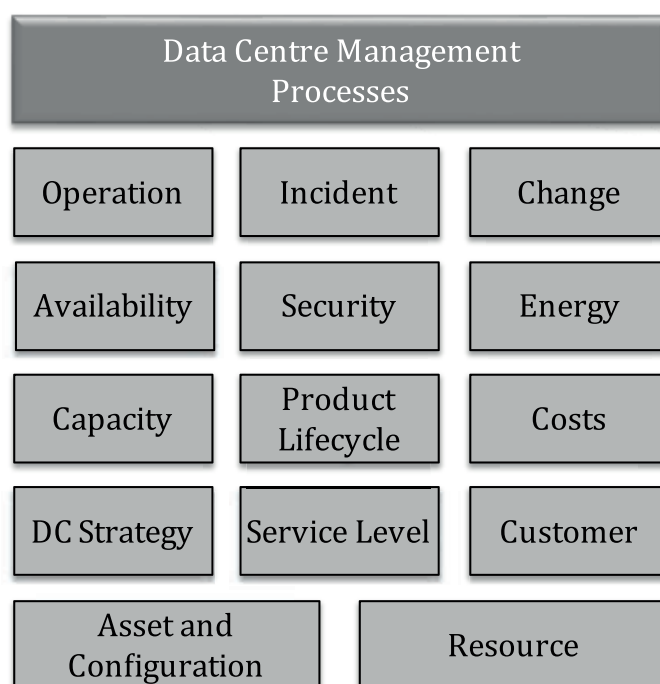 Data Centre Management
Processes
Operation
Incident
Change
Availability
Security
Energy
Capacity
Product
Lifecycle
Costs
DC Strategy
Service Level
Customer
Asset and
Configuration
Resource